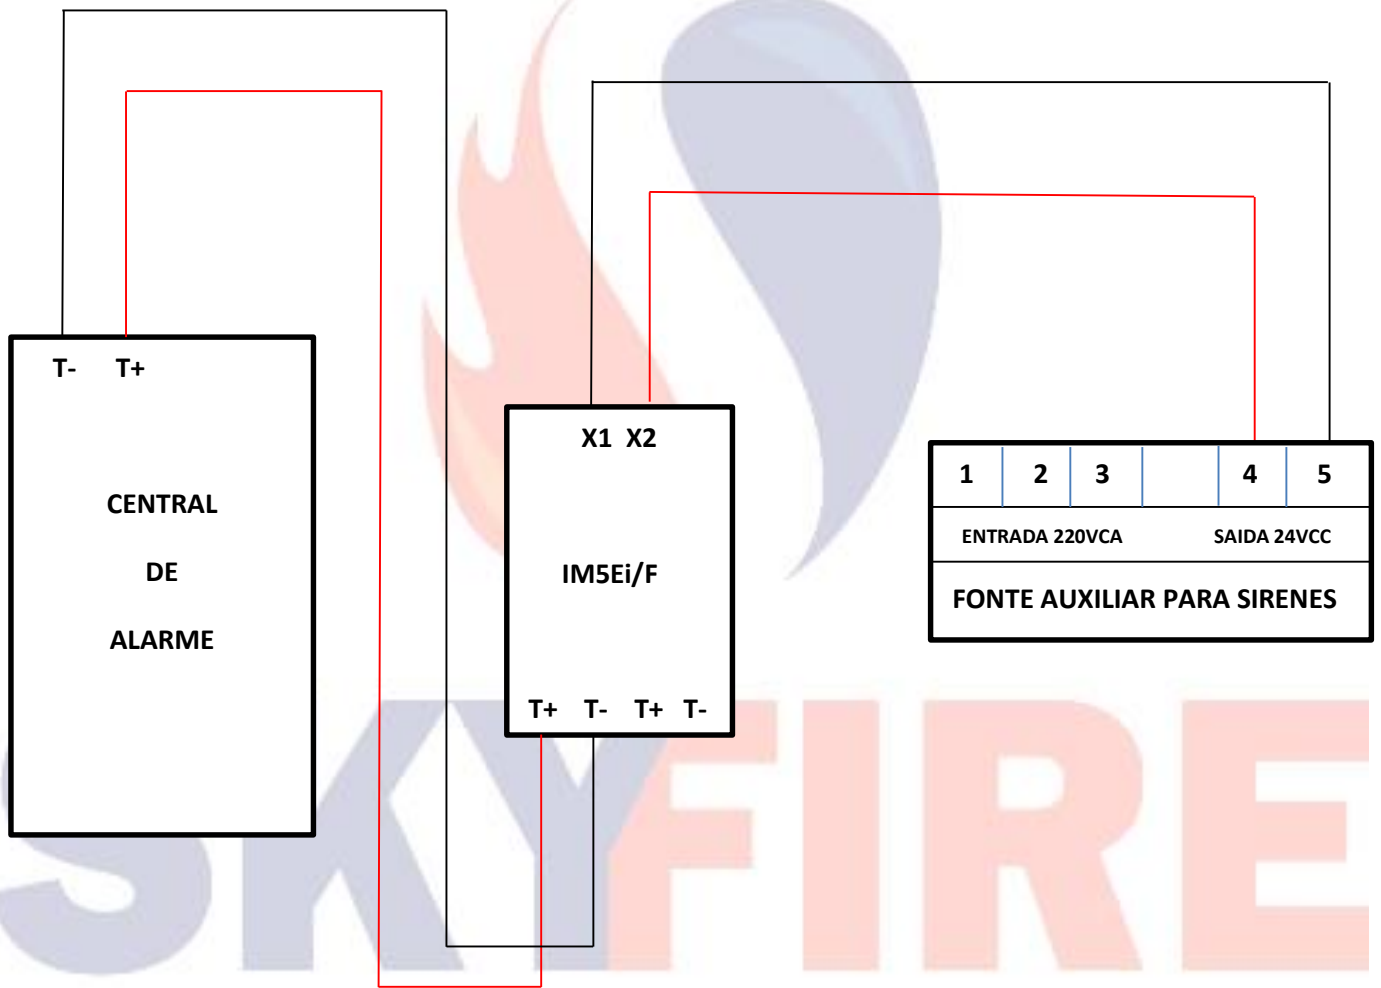 T- T+
CENTRAL
DE
ALARME
X1 X2
IM5Ei/F
T+ T- T+ T-
1 2 3 4 5
ENTRADA 220VCA SAIDA 24VCC
FONTE AUXILIAR PARA SIRENES
SKYFIRE